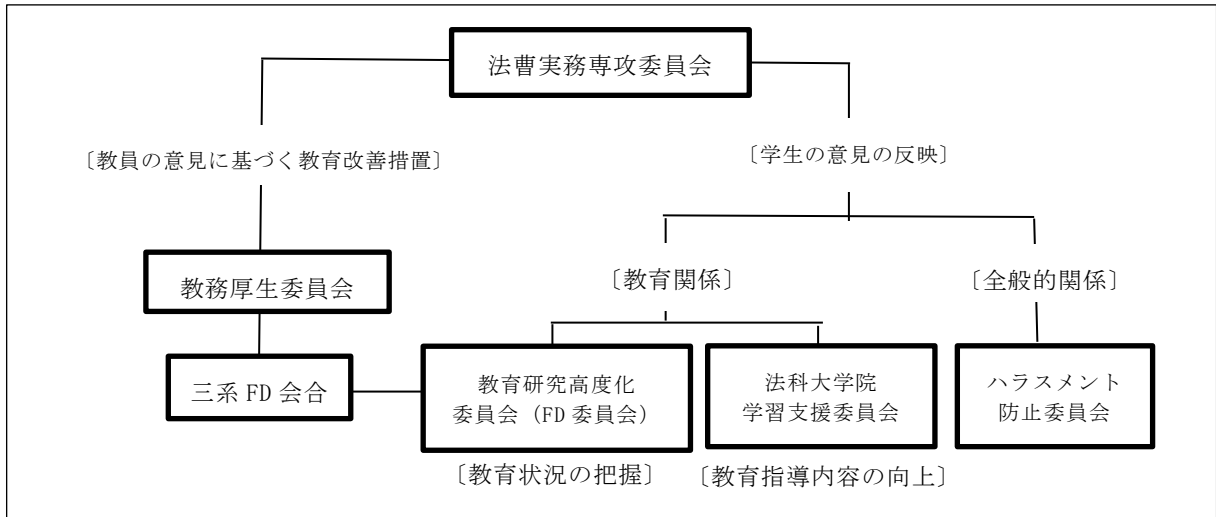 法曹実務専攻委員会
〔教員の意見に基づく教育改善措置〕
〔学生の意見の反映〕
教務厚生委員会
〔教育関係〕
〔全般的関係〕
三系 FD 会合
教育研究高度化
委員会（FD 委員会）
法科大学院
学習支援委員会
ハラスメント
防止委員会
〔教育状況の把握〕
〔教育指導内容の向上〕